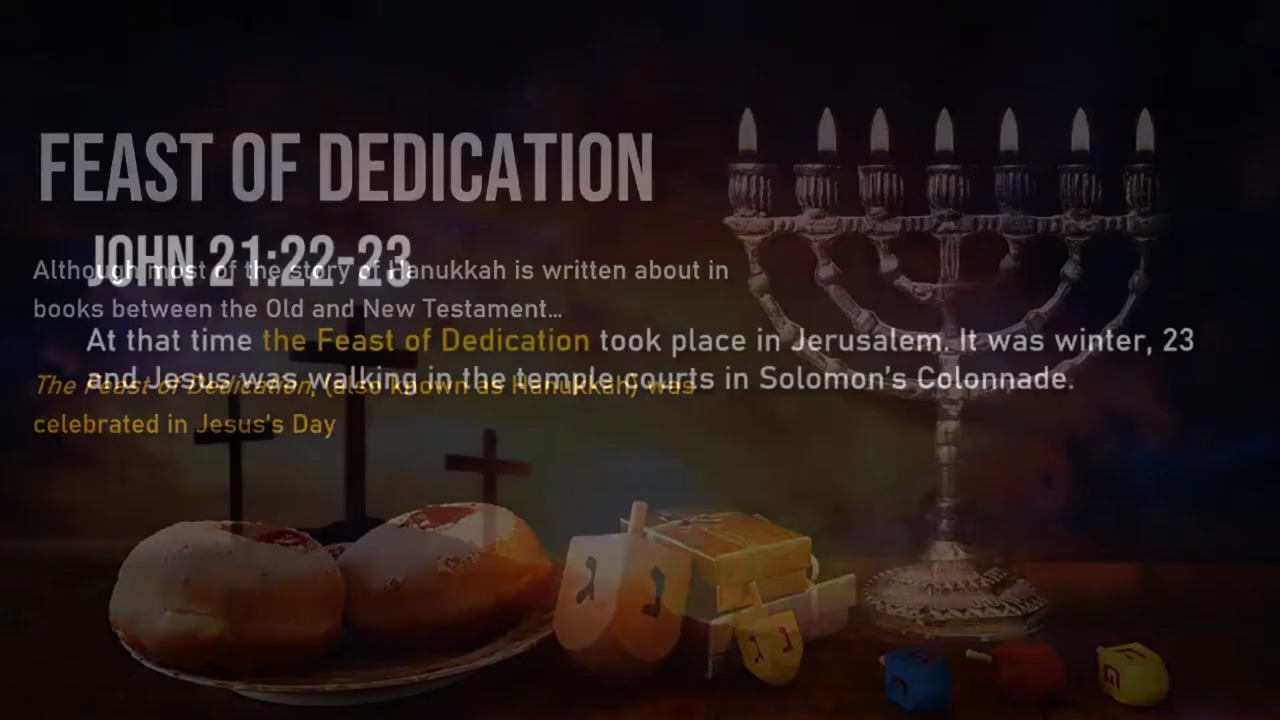 FEAST OF DEDICATION
JOHN 21:22-23
Although most of the story of Hanukkah is written about in
books between the Old and New Testament...
At that time the Feast of Dedication took place in Jerusalem. It was winter, 23
and Jesus was walking in the temple courts in Solomon's Colonnade.
The Feast of Dedication, (also known as Hanukkah) was
celebrated in Jesus's Day
ג
נ
נ
ג
ח
ה